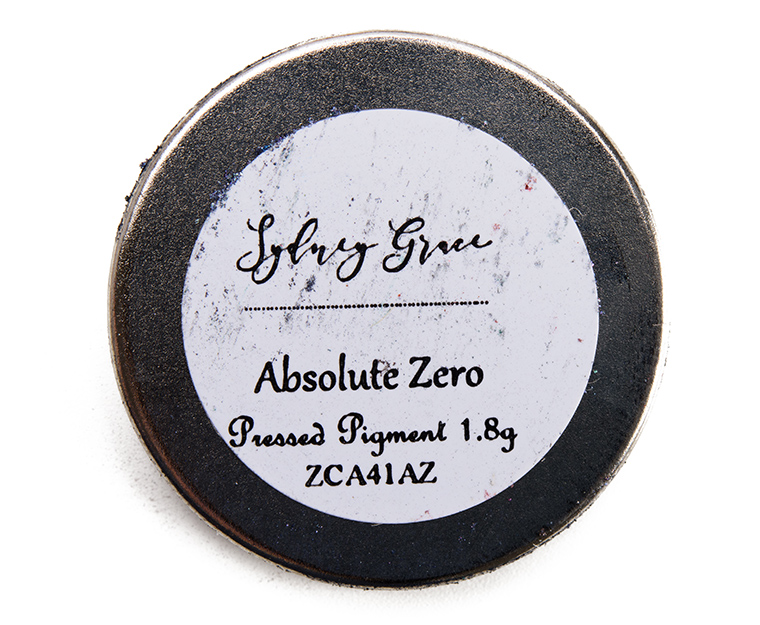 Sydney Grace
Absolute Zero
Pressed Pigment 1.8g
ZCA41AZ